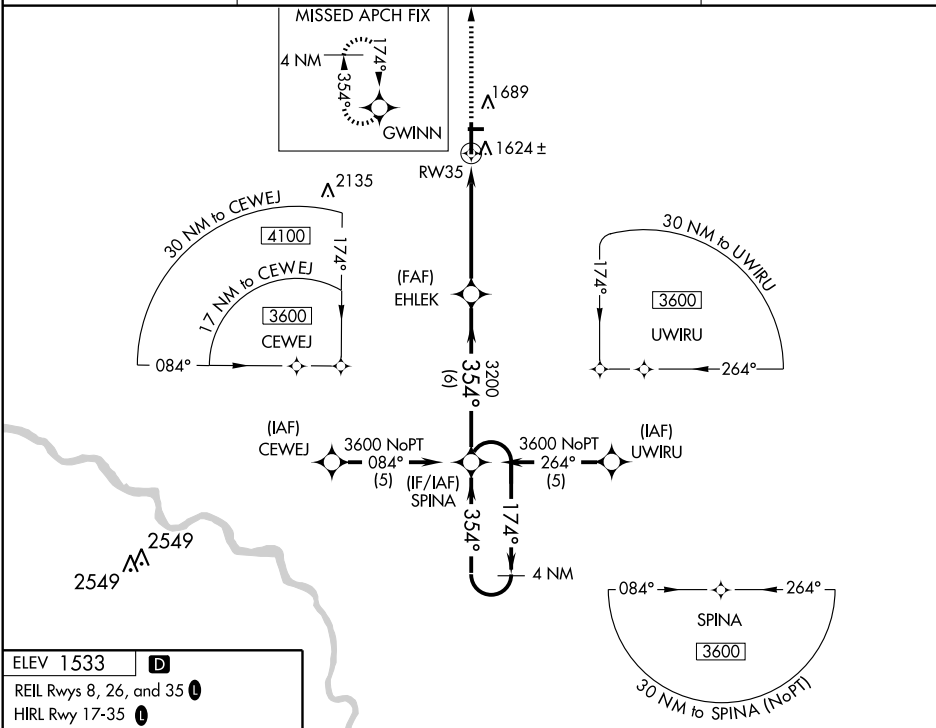 MISSED APCH FIX
4 NM
174°
354°
GWINN
1689
1624 ±
RW35
2135
30 NM to CEWEJ
4100
174°
17 NM to CEWEJ
3600
CEWEJ
084°
30 NM to UWIRU
174°
3600
UWIRU
264°
(FAF)
EHLEK
3200
354°
(6)
(IAF)
CEWEJ
3600 NoPT
084°
(5)
(IF/IAF)
SPINA
3600 NoPT
264°
(5)
(IAF)
UWIRU
354°
174°
4 NM
2549
2549
084°
264°
SPINA
3600
30 NM to SPINA (NoPT)
ELEV 1533 D
REIL Rwys 8, 26, and 35 L
HIRL Rwy 17-35 L